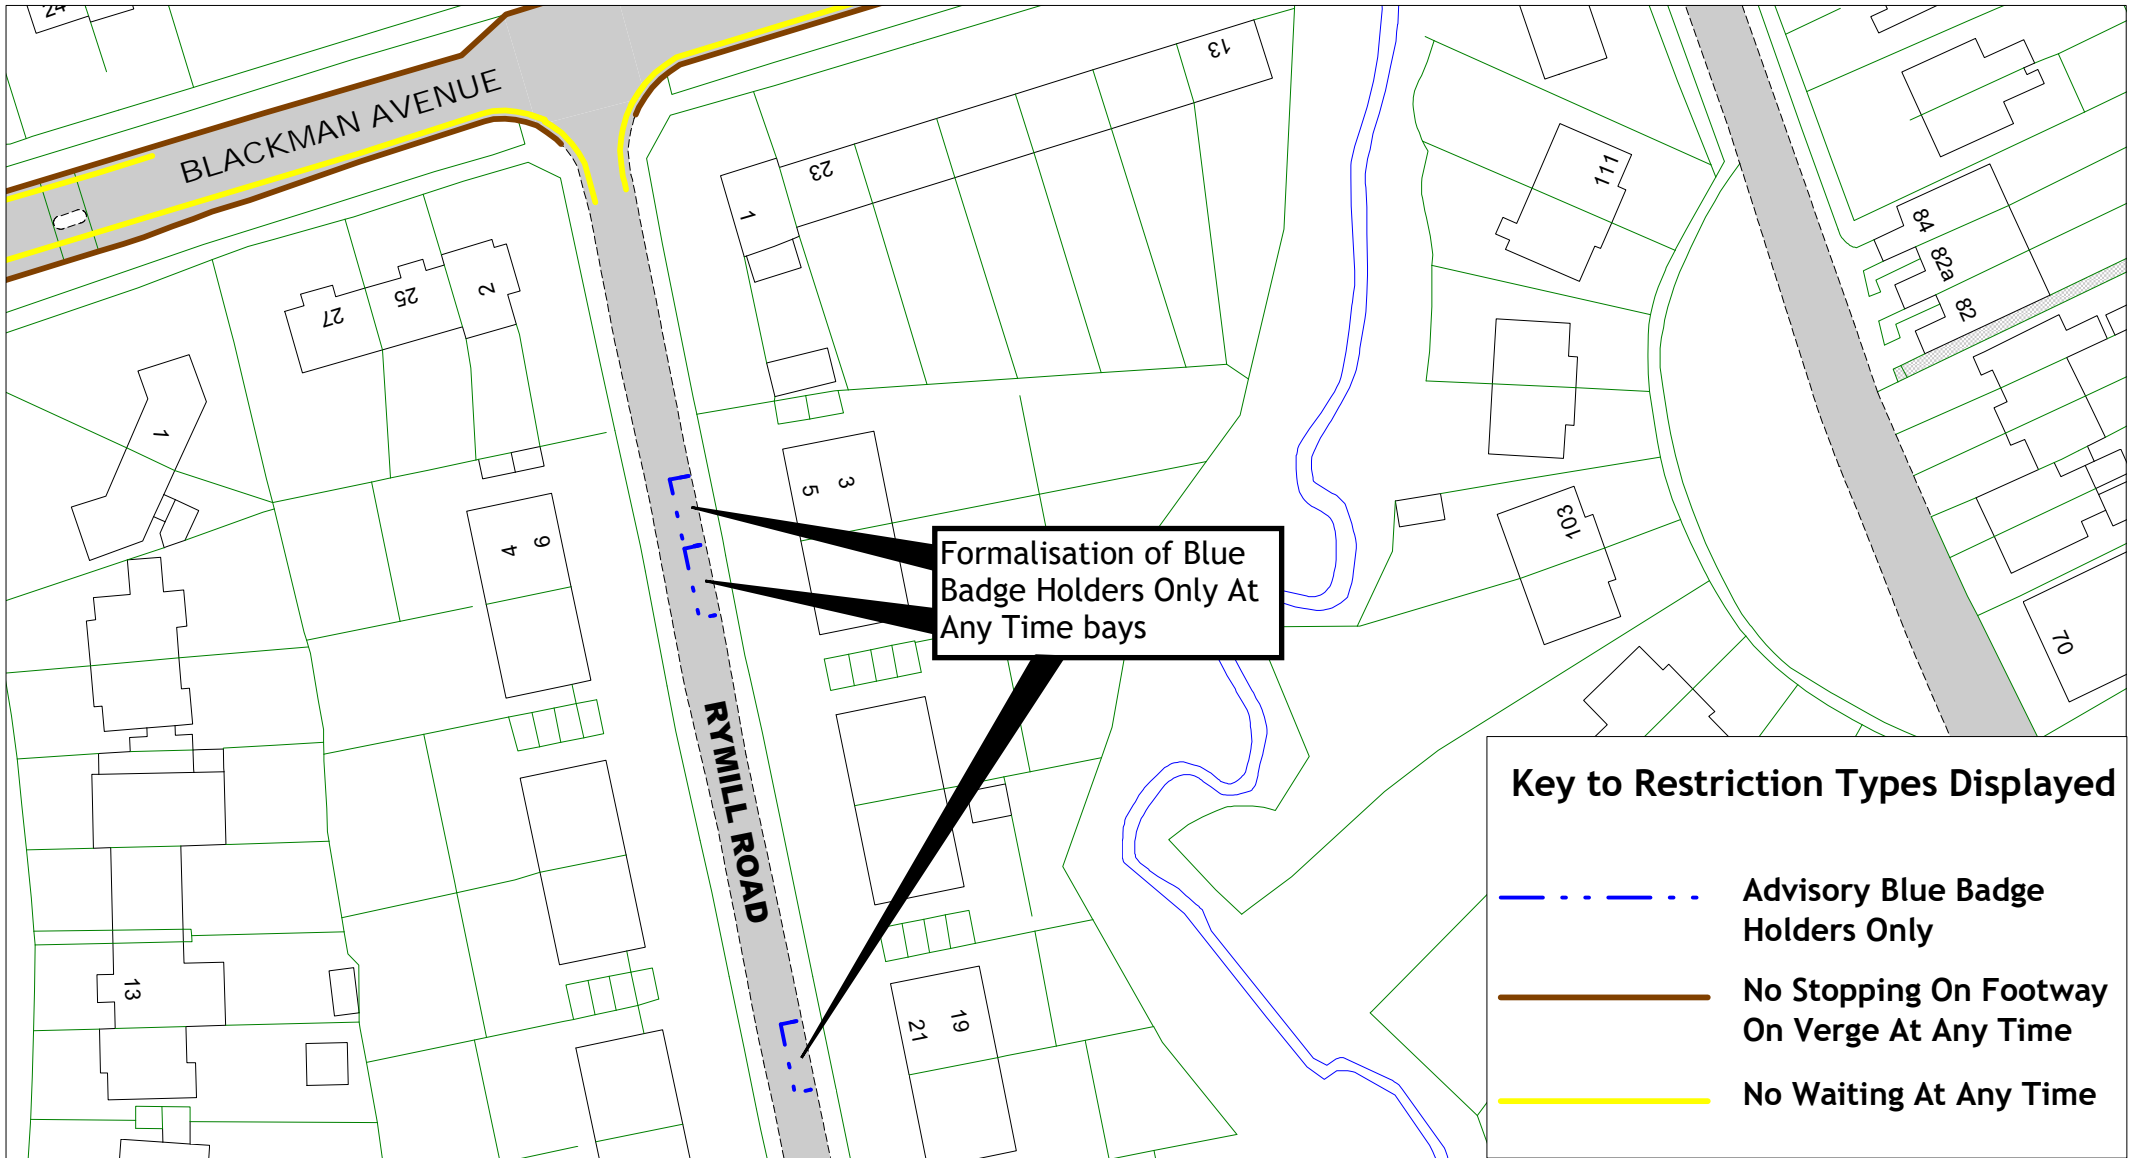 24
BLACKMAN AVENUE
13
23
1
111
84
82a
82
27
25
2
1
3
5
4
6
103
Formalisation of Blue
Badge Holders Only At
Any Time bays
70
RYMILL ROAD
13
19
21
Key to Restriction Types Displayed
Advisory Blue Badge
Holders Only
No Stopping On Footway
On Verge At Any Time
No Waiting At Any Time